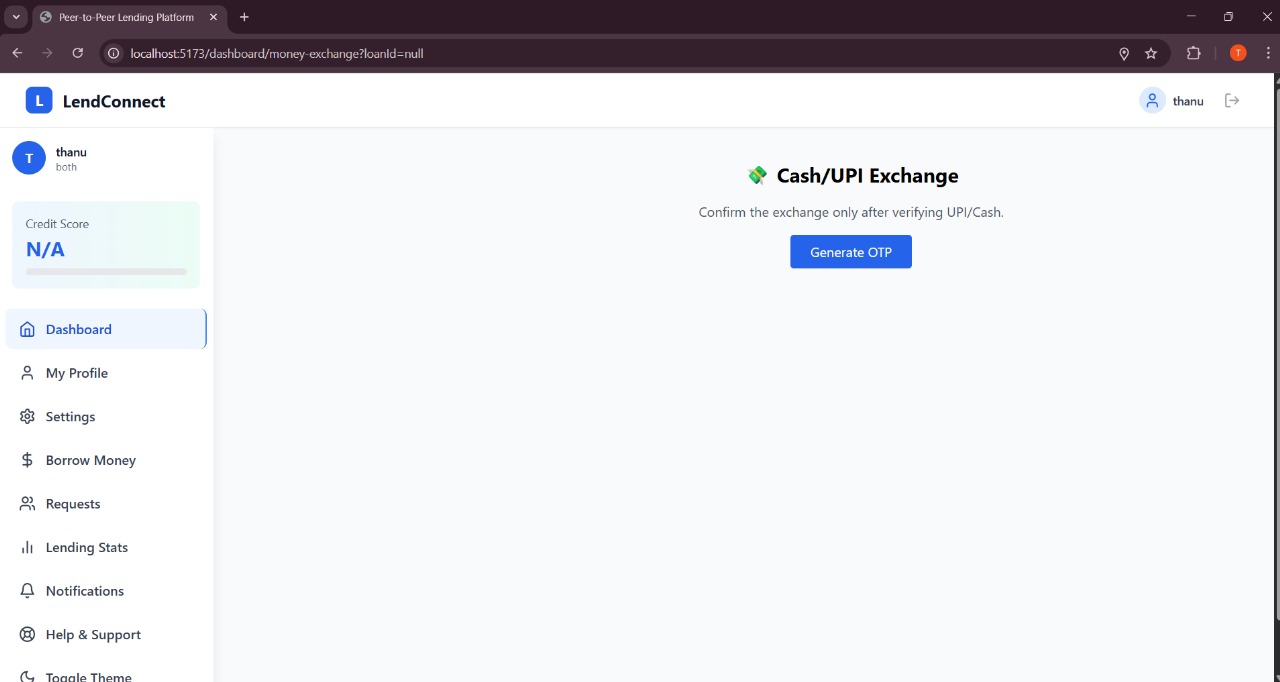 Peer-to-Peer Lending Platform
localhost:5173/dashboard/money-exchange?loanId=null
T
L
LendConnect
thanu
T
thanu
both
Credit Score
N/A
Dashboard
My Profile
Settings
Borrow Money
Requests
Lending Stats
Notifications
Help & Support
Toggle Theme
Cash/UPI Exchange
Confirm the exchange only after verifying UPI/Cash.
Generate OTP